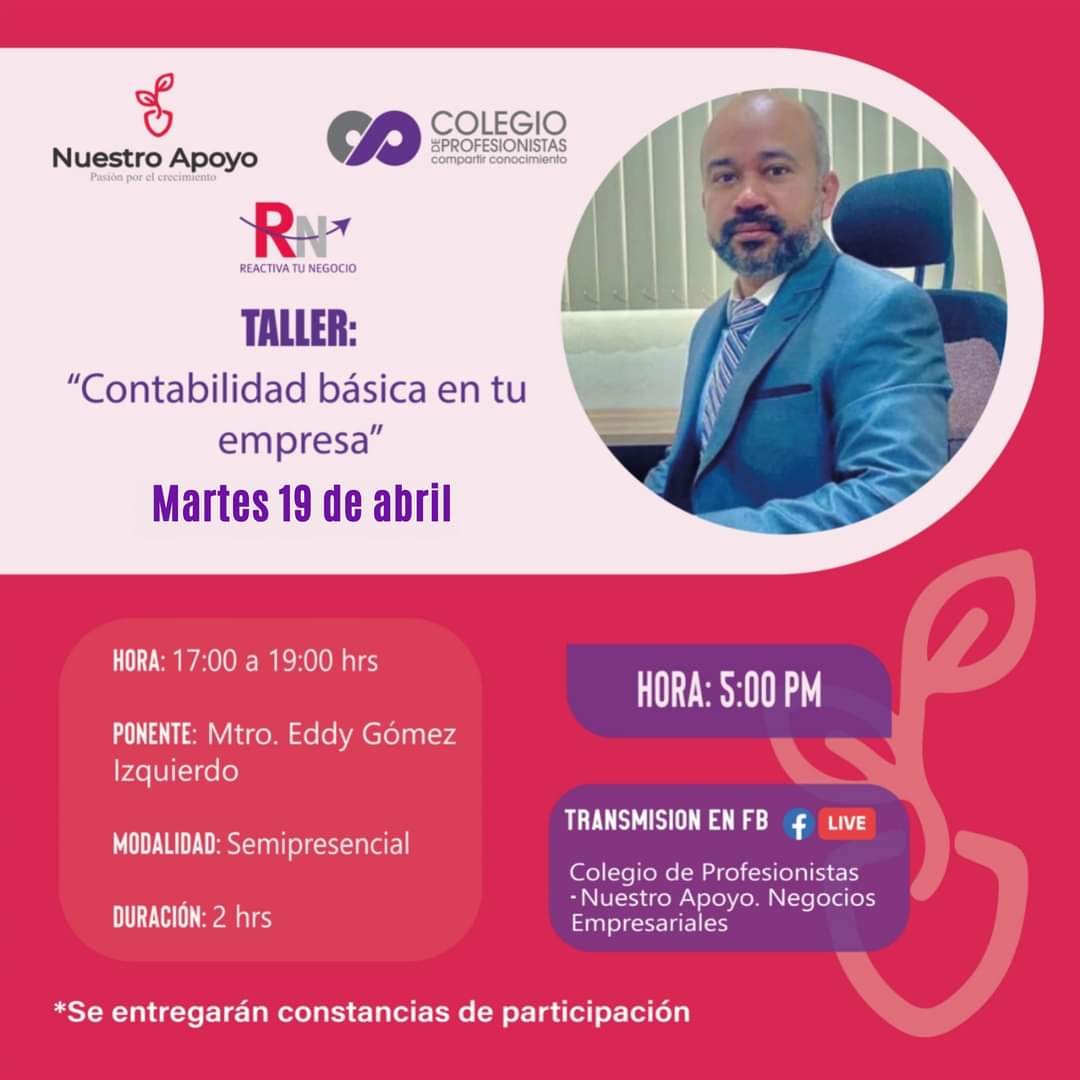 Nuestro Apoyo
Pasión por el crecimiento
COLEGIO
DE PROFESIONISTAS
compartir conocimiento
RN
REACTIVA TU NEGOCIO
TALLER:
“Contabilidad básica en tu
empresa”
Martes 19 de abril
HORA: 17:00 a 19:00 hrs
PONENTE: Mtro. Eddy Gómez
Izquierdo
MODALIDAD: Semipresencial
DURACIÓN: 2 hrs
HORA: 5:00 PM
TRANSMISION EN FB f LIVE
Colegio de Profesionistas
-Nuestro Apoyo. Negocios
Empresariales
*Se entregarán constancias de participación